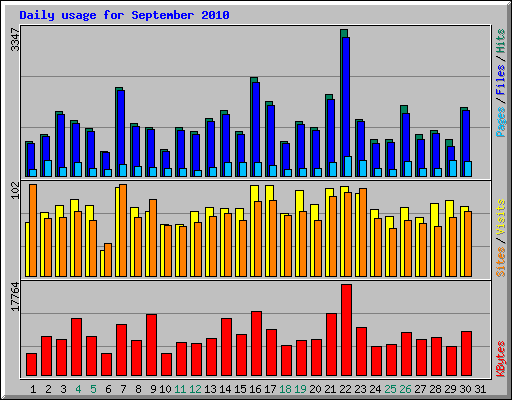 Daily usage for September 2010
3347
Pages / Files / Hits
102
Sites / Visits
17764
KBytes
1 2 3 4 5 6 7 8 9 10 11 12 13 14 15 16 17 18 19 20 21 22 23 24 25 26 27 28 29 30 31